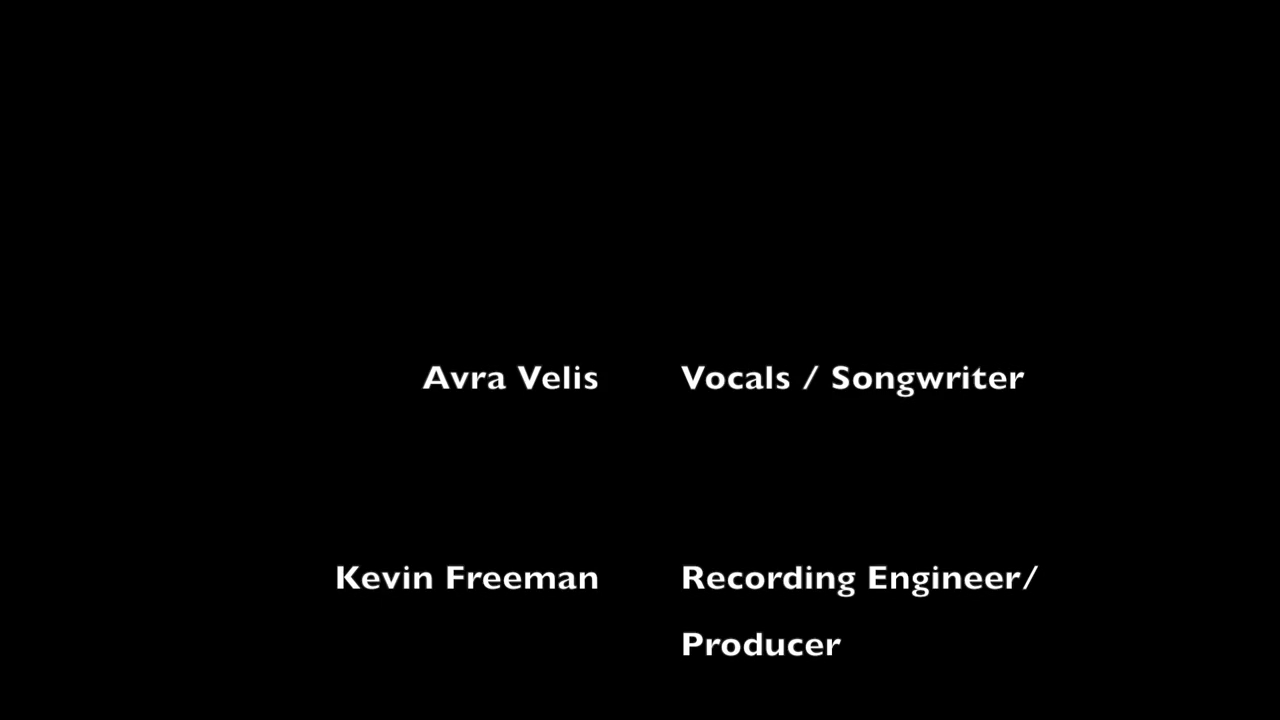 Avra Velis Vocals / Songwriter
Kevin Freeman Recording Engineer/
Producer